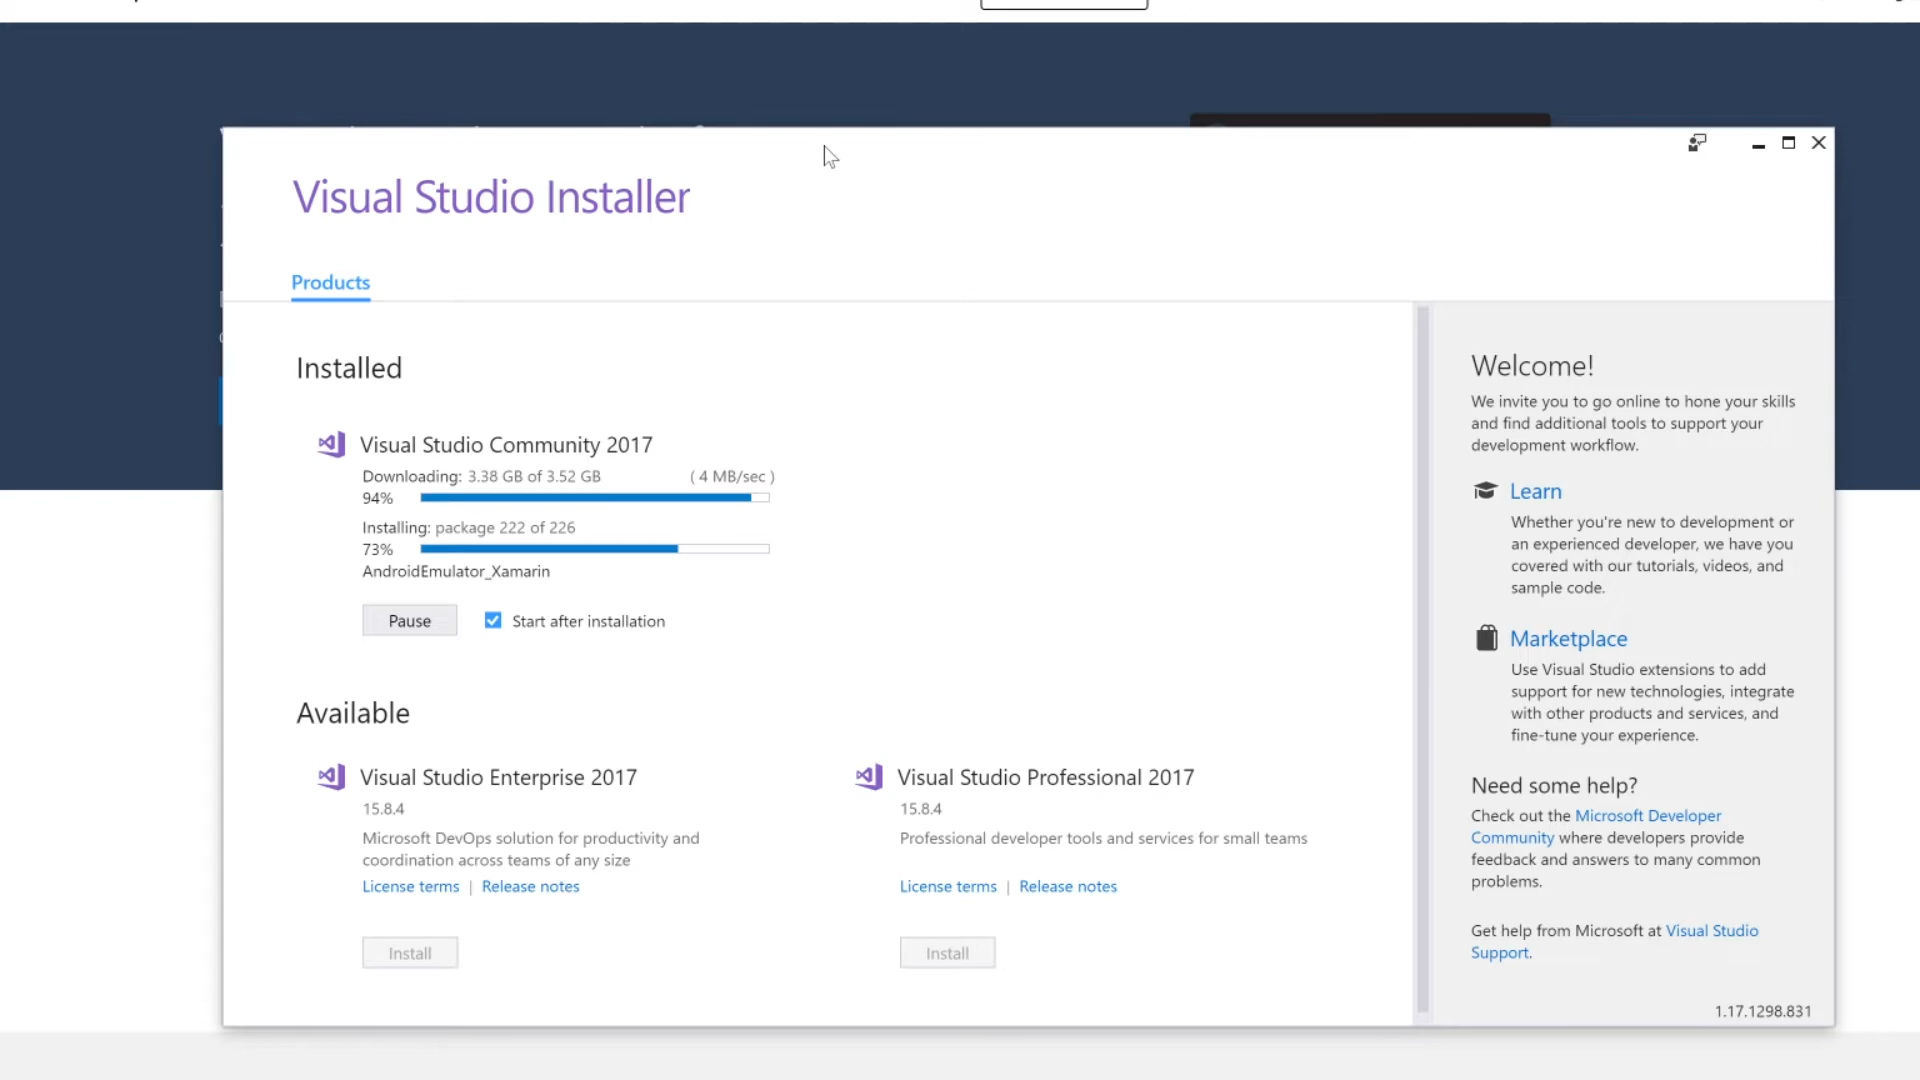 Visual Studio Installer
Products
Installed
Visual Studio Community 2017
Downloading: 3.38 GB of 3.52 GB ( 4 MB/sec )
94%
Installing: package 222 of 226
73%
AndroidEmulator_Xamarin
Pause
Start after installation
Available
Visual Studio Enterprise 2017
15.8.4
Microsoft DevOps solution for productivity and
coordination across teams of any size
License terms | Release notes
Install
Visual Studio Professional 2017
15.8.4
Professional developer tools and services for small teams
License terms | Release notes
Install
Welcome!
We invite you to go online to hone your skills
and find additional tools to support your
development workflow.
Learn
Whether you're new to development or
an experienced developer, we have you
covered with our tutorials, videos, and
sample code.
Marketplace
Use Visual Studio extensions to add
support for new technologies, integrate
with other products and services, and
fine-tune your experience.
Need some help?
Check out the Microsoft Developer
Community where developers provide
feedback and answers to many common
problems.
Get help from Microsoft at Visual Studio
Support.
1.17.1298.831